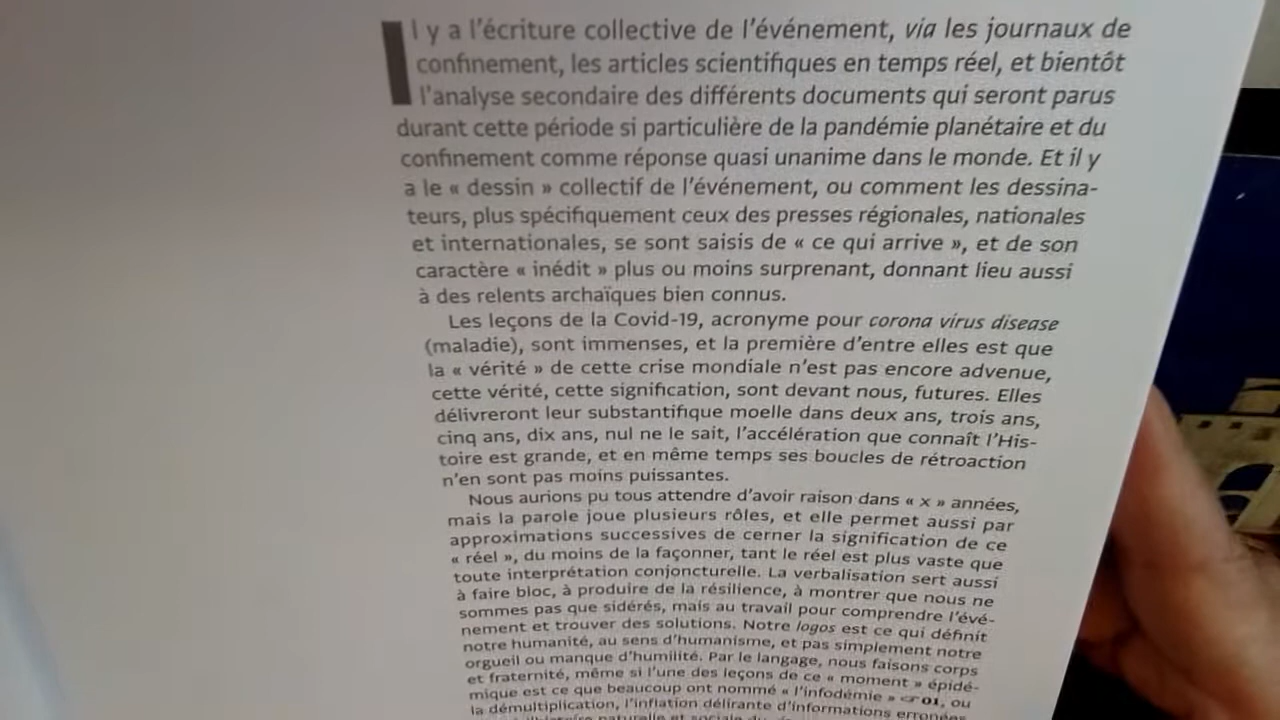 Il y a l'écriture collective de l'événement, via les journaux de
confinement, les articles scientifiques en temps réel, et bientôt
l'analyse secondaire des différents documents qui seront parus
durant cette période si particulière de la pandémie planétaire et du
confinement comme réponse quasi unanime dans le monde. Et il y
a le « dessin » collectif de l'événement, ou comment les dessina-
teurs, plus spécifiquement ceux des presses régionales, nationales
et internationales, se sont saisis de « ce qui arrive », et de son
caractère « inédit » plus ou moins surprenant, donnant lieu aussi
à des relents archaïques bien connus.
Les leçons de la Covid-19, acronyme pour corona virus disease
(maladie), sont immenses, et la première d'entre elles est que
la « vérité » de cette crise mondiale n'est pas encore advenue,
cette vérité, cette signification, sont devant nous, futures. Elles
délivreront leur substantifique moelle dans deux ans, trois ans,
cinq ans, dix ans, nul ne le sait, l'accélération que connaît l'His-
toire est grande, et en même temps ses boucles de rétroaction
n'en sont pas moins puissantes.
Nous aurions pu tous attendre d'avoir raison dans « x » années,
mais la parole joue plusieurs rôles, et elle permet aussi par
approximations successives de cerner la signification de ce
« réel », du moins de la façonner, tant le réel est plus vaste que
toute interprétation conjoncturelle. La verbalisation sert aussi
à faire bloc, à produire de la résilience, à montrer que nous ne
sommes pas que sidérés, mais au travail pour comprendre l'évé-
nement et trouver des solutions. Notre logos est ce qui définit
notre humanité, au sens d'humanisme, et pas simplement notre
orgueil ou manque d'humilité. Par le langage, nous faisons corps
et fraternité, même si l'une des leçons de ce « moment » épidé-
mique est ce que beaucoup ont nommé « l'infodémie » ☞ 01, ou
la démultiplication, l'inflation délirante d'informations erronées